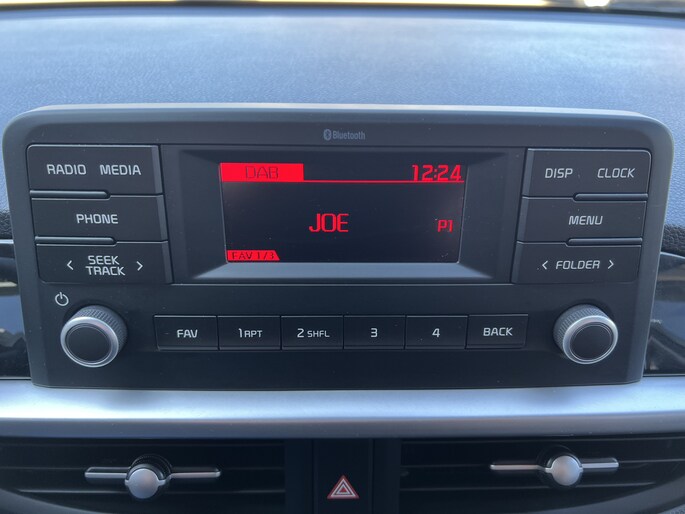 Bluetooth
RADIO MEDIA
PHONE
< SEEK TRACK >
DAB 12:24
JOE P1
FAV 1/3
DISP CLOCK
MENU
< FOLDER >
FAV 1 RPT 2 SHFL 3 4 BACK